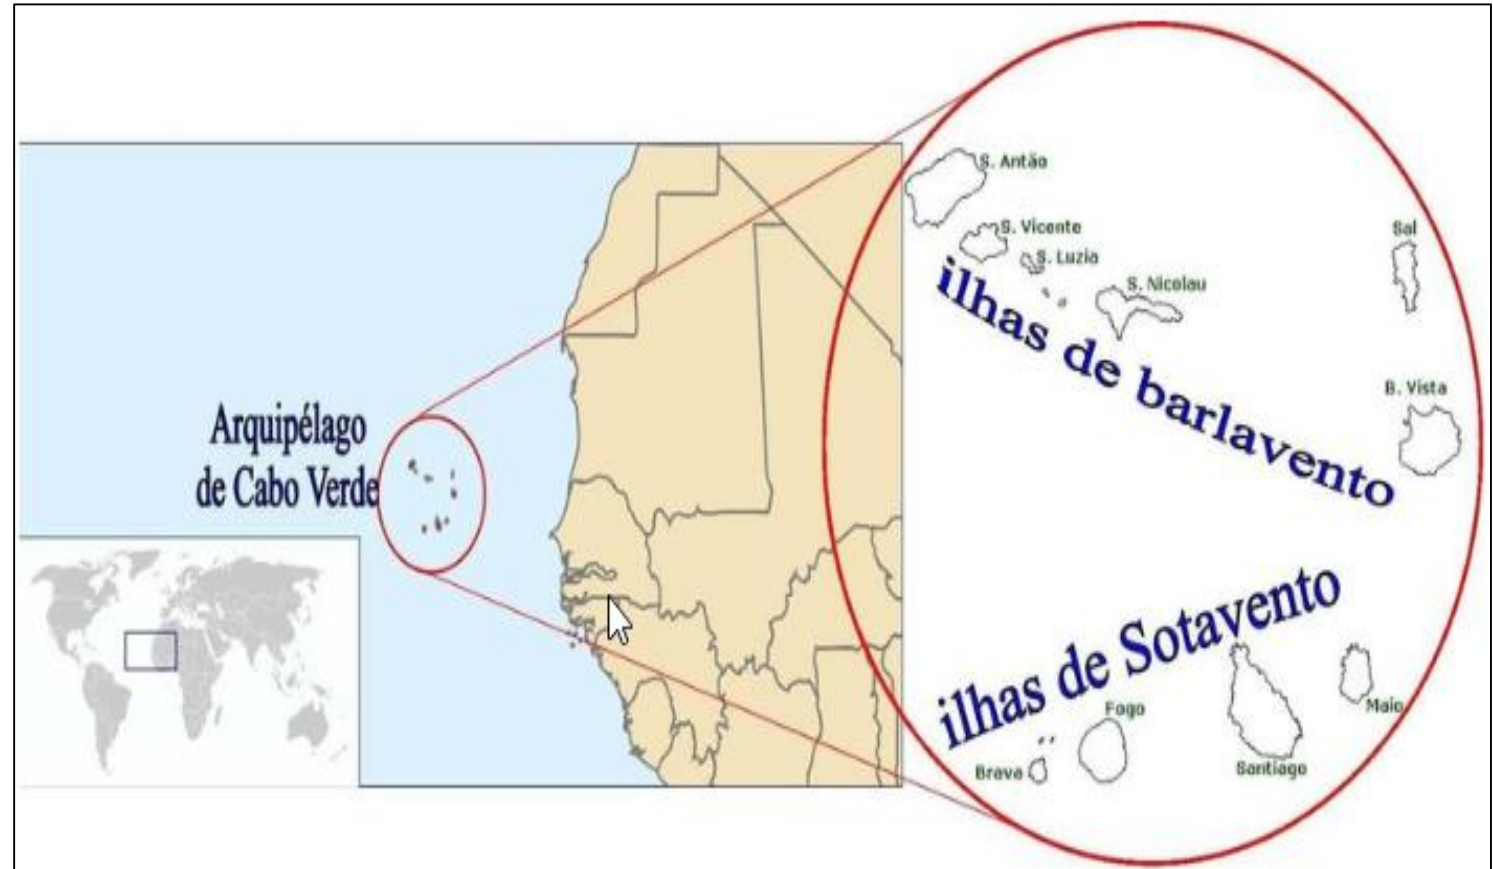 Arquipélago
de Cabo Verde
S. Antão
S. Vicente
S. Luzia
S. Nicolau
Sal
B. Vista
ilhas de barlavento
ilhas de Sotavento
Brava
Fogo
Santiago
Maio